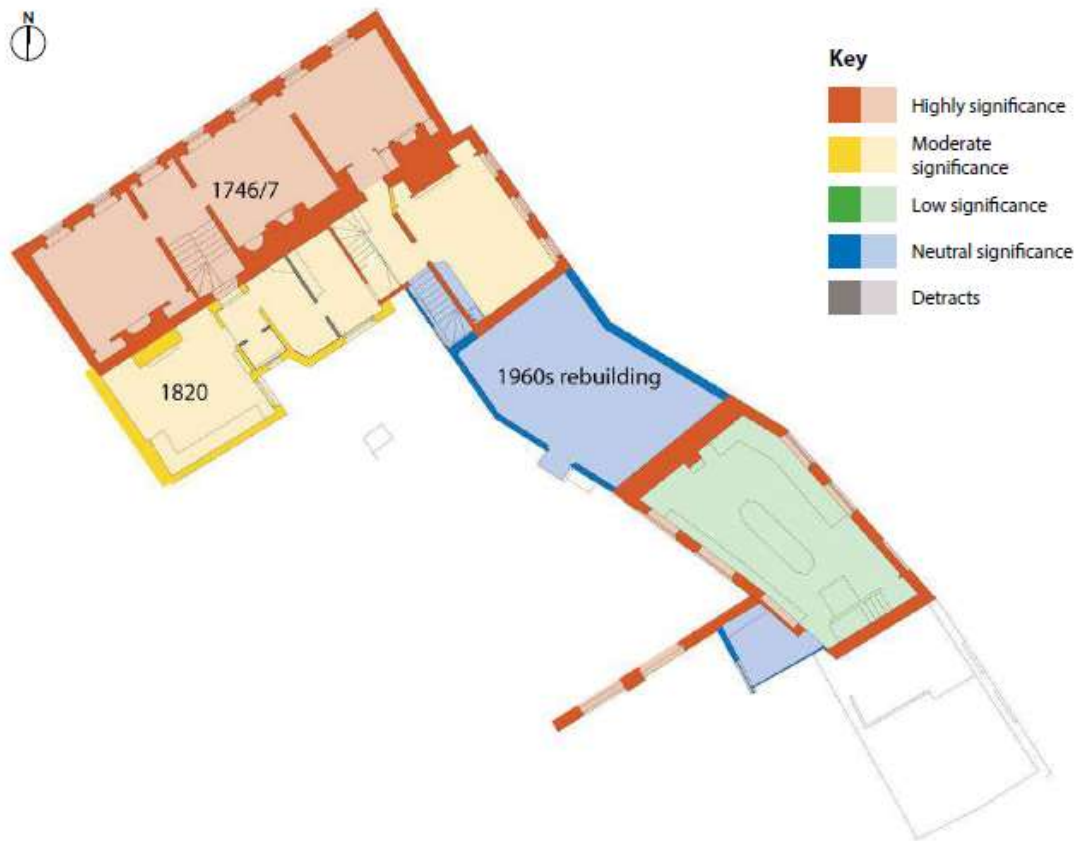 N
Key
Highly significance
Moderate
significance
Low significance
Neutral significance
Detracts
1746/7
1960s rebuilding
1820